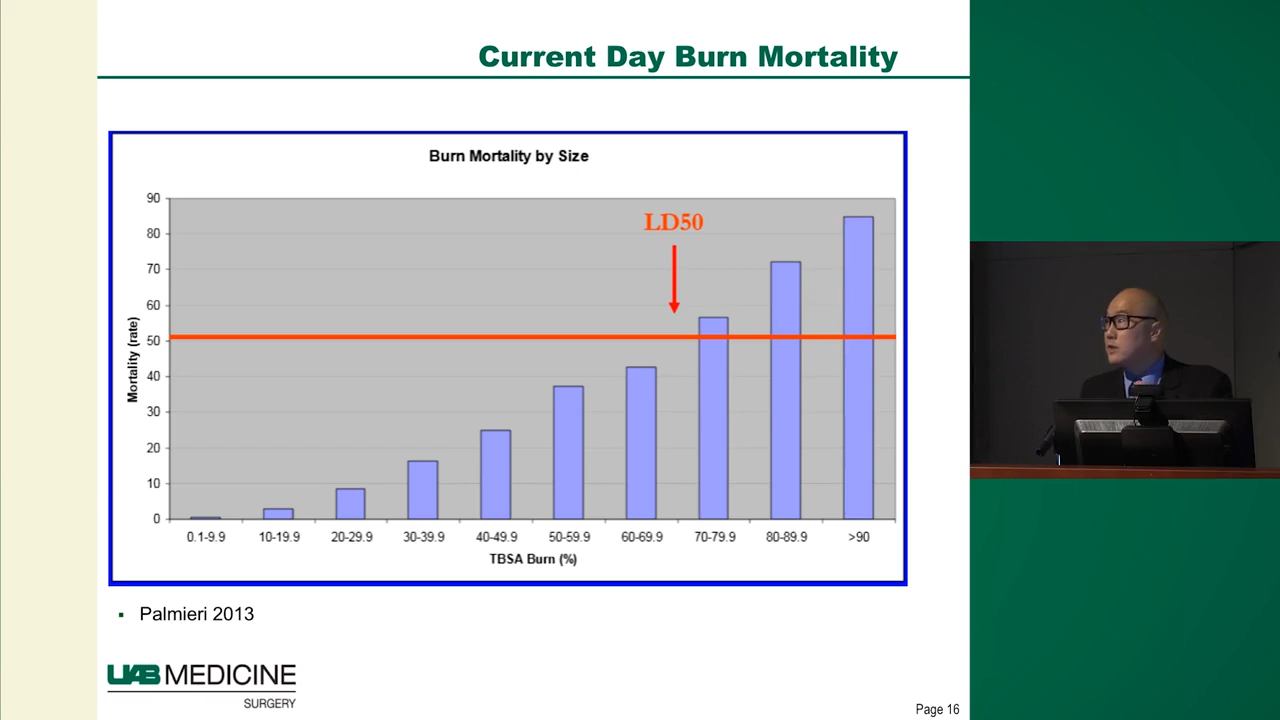 Current Day Burn Mortality
Burn Mortality by Size
LD50
90
80
70
60
50
40
30
20
10
0
Mortality (rate)
0.1-9.9 10-19.9 20-29.9 30-39.9 40-49.9 50-59.9 60-69.9 70-79.9 80-89.9 >90
TBSA Burn (%)
▪ Palmieri 2013
UAB MEDICINE
SURGERY
Page 16